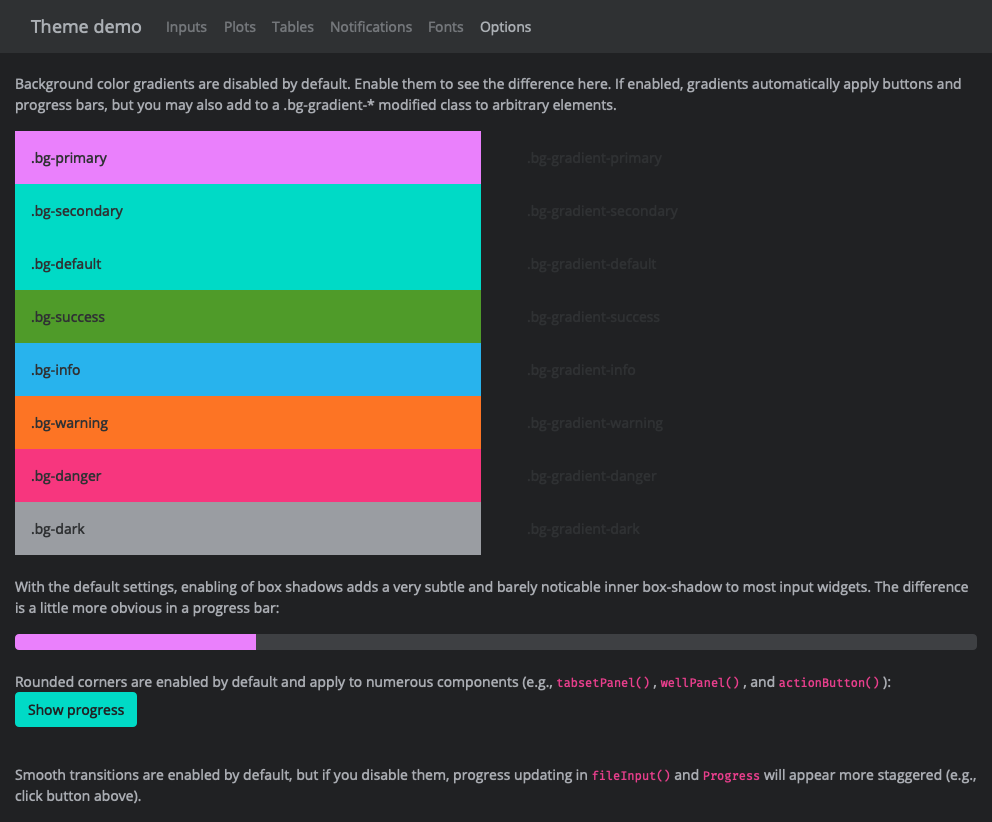 Theme demo Inputs Plots Tables Notifications Fonts Options
Background color gradients are disabled by default. Enable them to see the difference here. If enabled, gradients automatically apply buttons and
progress bars, but you may also add to a .bg-gradient-* modified class to arbitrary elements.
.bg-primary .bg-gradient-primary
.bg-secondary .bg-gradient-secondary
.bg-default .bg-gradient-default
.bg-success .bg-gradient-success
.bg-info .bg-gradient-info
.bg-warning .bg-gradient-warning
.bg-danger .bg-gradient-danger
.bg-dark .bg-gradient-dark
With the default settings, enabling of box shadows adds a very subtle and barely noticable inner box-shadow to most input widgets. The difference
is a little more obvious in a progress bar:
Rounded corners are enabled by default and apply to numerous components (e.g., tabsetPanel(), wellPanel(), and actionButton()):
Show progress
Smooth transitions are enabled by default, but if you disable them, progress updating in fileInput() and Progress will appear more staggered (e.g.,
click button above).